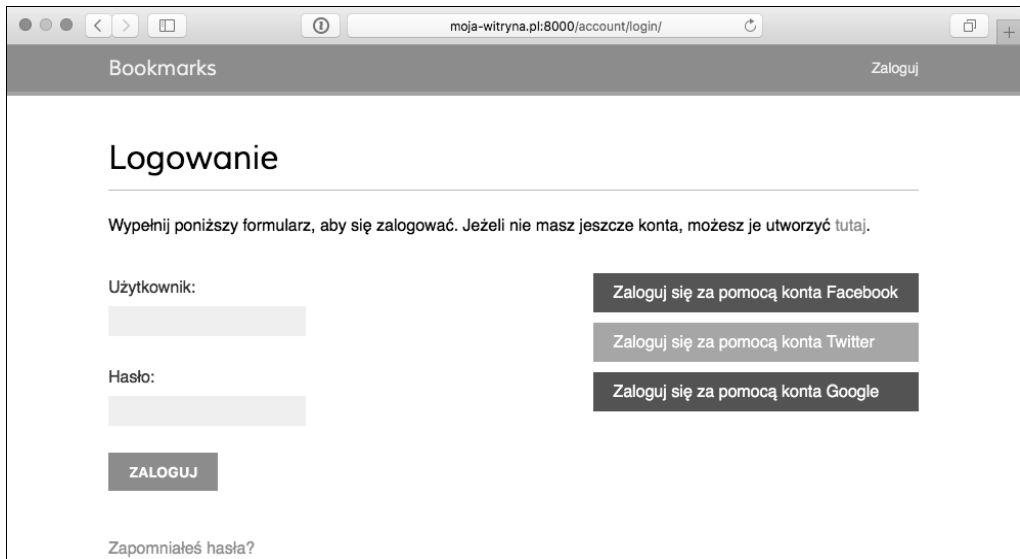 moja-witryna.pl:8000/account/login/
Bookmarks
Zaloguj
Logowanie
Wypełnij poniższy formularz, aby się zalogować. Jeżeli nie masz jeszcze konta, możesz je utworzyć tutaj.
Użytkownik:
Hasło:
ZALOGUJ
Zapomniałeś hasła?
Zaloguj się za pomocą konta Facebook
Zaloguj się za pomocą konta Twitter
Zaloguj się za pomocą konta Google